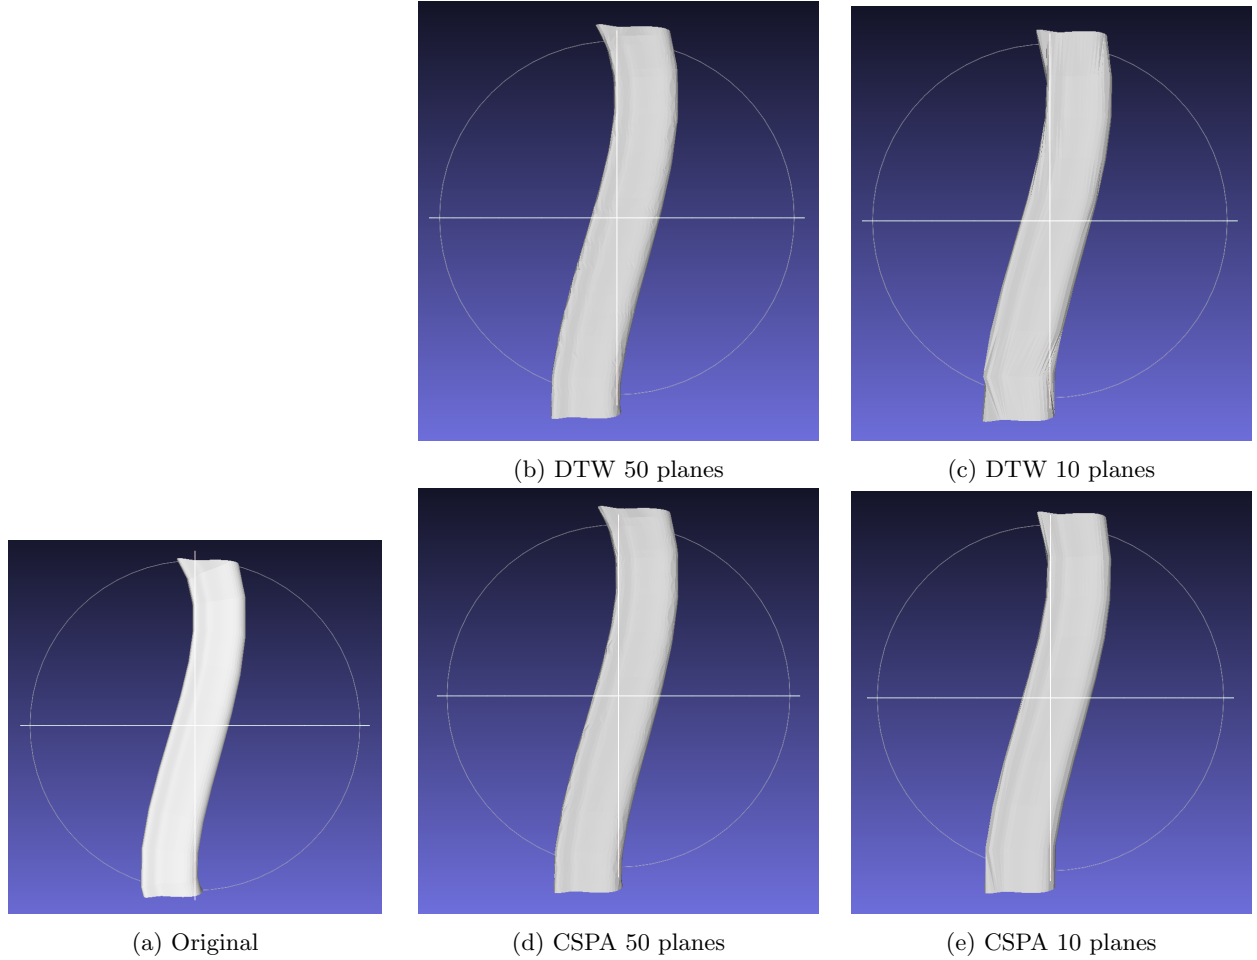 (b) DTW 50 planes
(c) DTW 10 planes
(a) Original
(d) CSPA 50 planes
(e) CSPA 10 planes